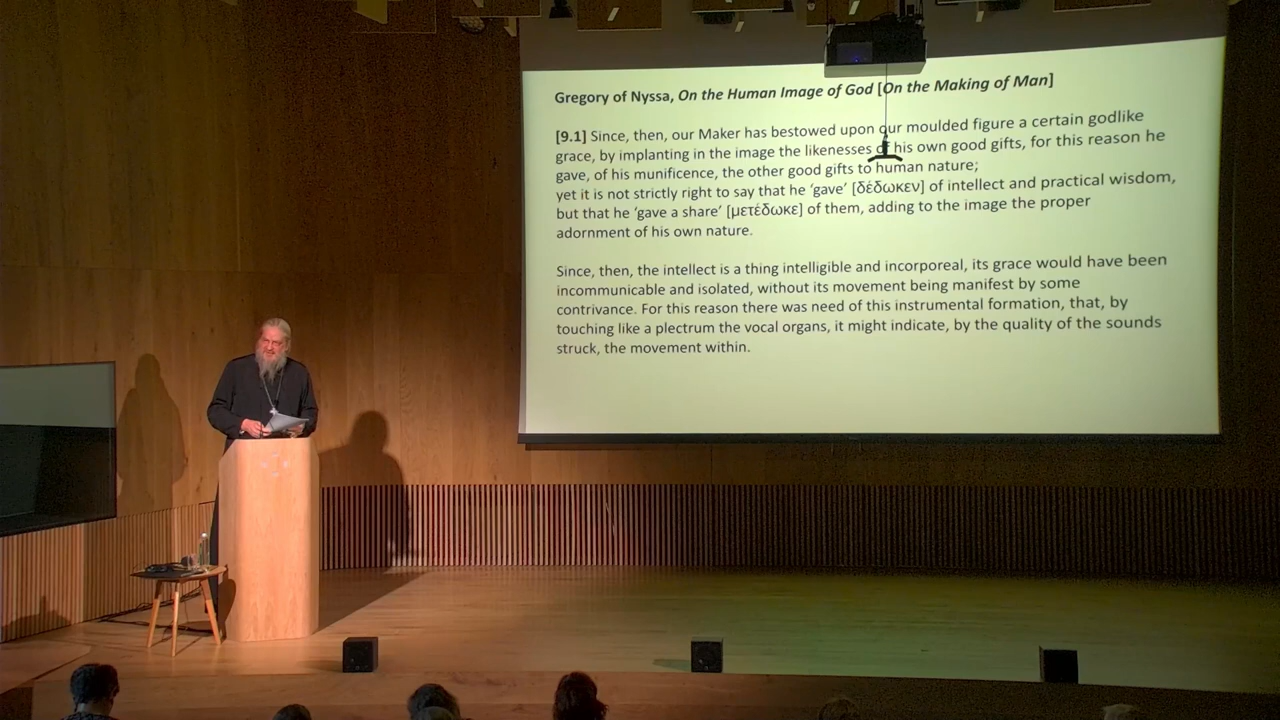 Gregory of Nyssa, On the Human Image of God [On the Making of Man]
[9.1] Since, then, our Maker has bestowed upon our moulded figure a certain godlike
grace, by implanting in the image the likenesses of his own good gifts, for this reason he
gave, of his munificence, the other good gifts to human nature;
yet it is not strictly right to say that he ‘gave’ [δέδωκεν] of intellect and practical wisdom,
but that he ‘gave a share’ [μετέδωκε] of them, adding to the image the proper
adornment of his own nature.
Since, then, the intellect is a thing intelligible and incorporeal, its grace would have been
incommunicable and isolated, without its movement being manifest by some
contrivance. For this reason there was need of this instrumental formation, that, by
touching like a plectrum the vocal organs, it might indicate, by the quality of the sounds
struck, the movement within.